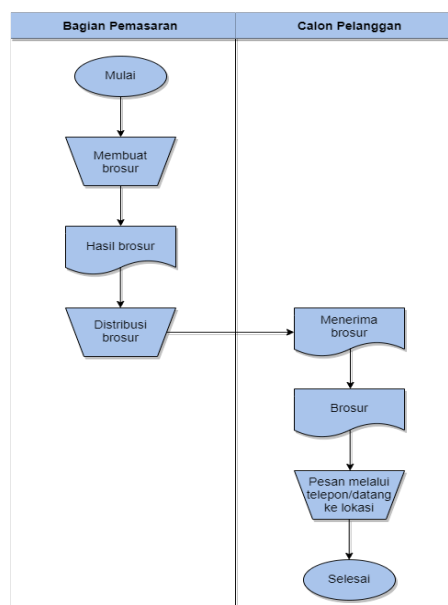 Bagian Pemasaran
Calon Pelanggan
Mulai
Membuat
brosur
Hasil brosur
Distribusi
brosur
Menerima
brosur
Brosur
Pesan melalui
telepon/datang
ke lokasi
Selesai